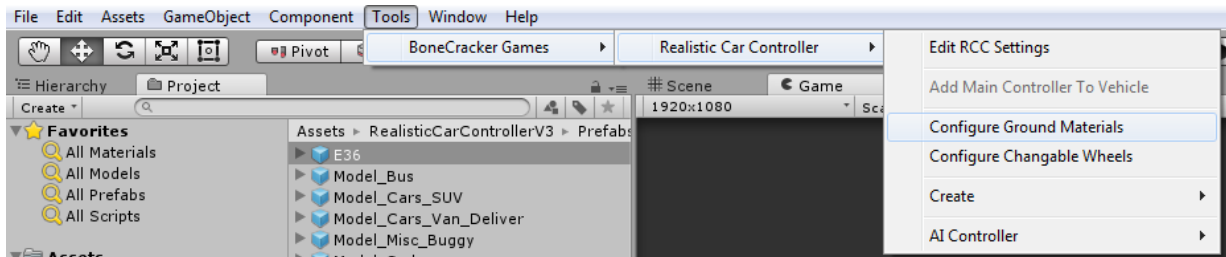 File Edit Assets GameObject Component Tools Window Help
Pivot BoneCracker Games Realistic Car Controller Edit RCC Settings
Hierarchy Project Scene Game Add Main Controller To Vehicle
Create 1920x1080
Favorites Assets RealisticCarControllerV3 Prefabs Configure Ground Materials
All Materials E36 Configure Changable Wheels
All Models Model_Bus
All Prefabs Model_Cars_SUV Create
All Scripts Model_Cars_Van_Deliver
Model_Misc_Buggy AI Controller
Assets